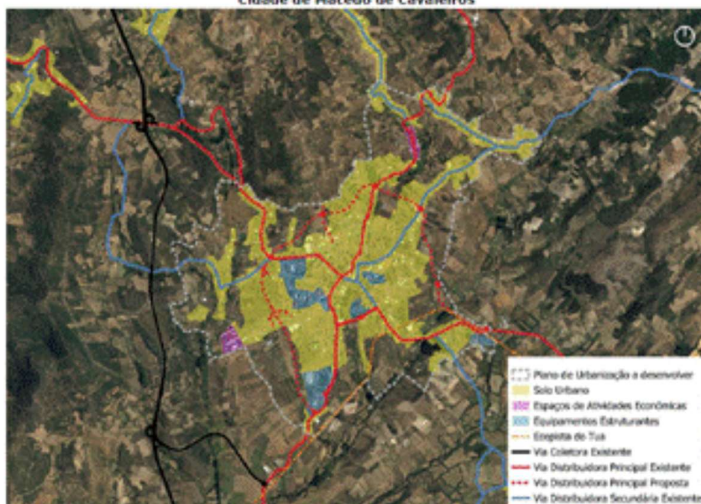 Cidade de Macedo de Cavaleiros
Plano de Urbanização a desenvolver
Solo Urbano
Espaços de Atividades Económicas
Equipamentos Estruturantes
Ecopista do Tua
Via Coletora Existente
Via Distribuidora Principal Existente
Via Distribuidora Principal Proposta
Via Distribuidora Secundária Existente